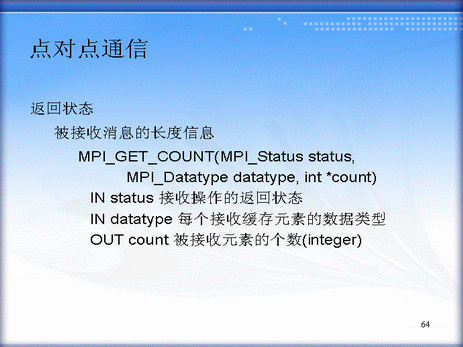 点对点通信
返回状态
被接收消息的长度信息
MPI_GET_COUNT(MPI_Status status,
MPI_Datatype datatype, int *count)
IN status 接收操作的返回状态
IN datatype 每个接收缓存元素的数据类型
OUT count 被接收元素的个数(integer)
64